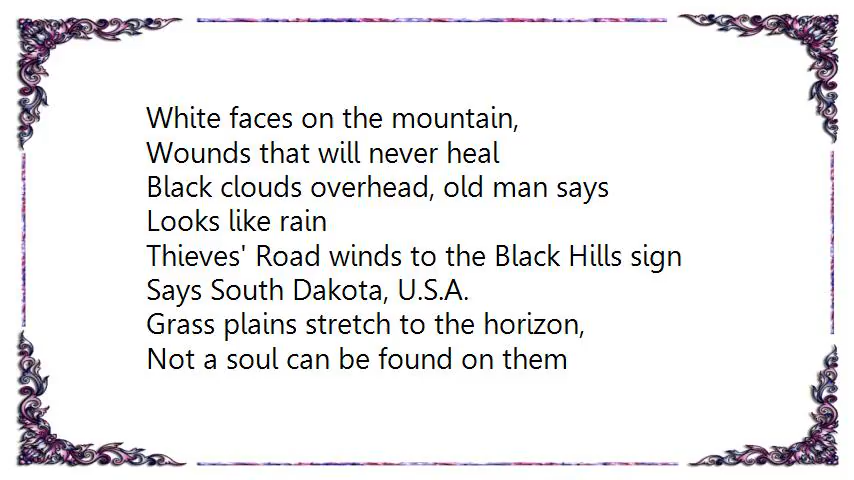 White faces on the mountain,
Wounds that will never heal
Black clouds overhead, old man says
Looks like rain
Thieves' Road winds to the Black Hills sign
Says South Dakota, U.S.A.
Grass plains stretch to the horizon,
Not a soul can be found on them